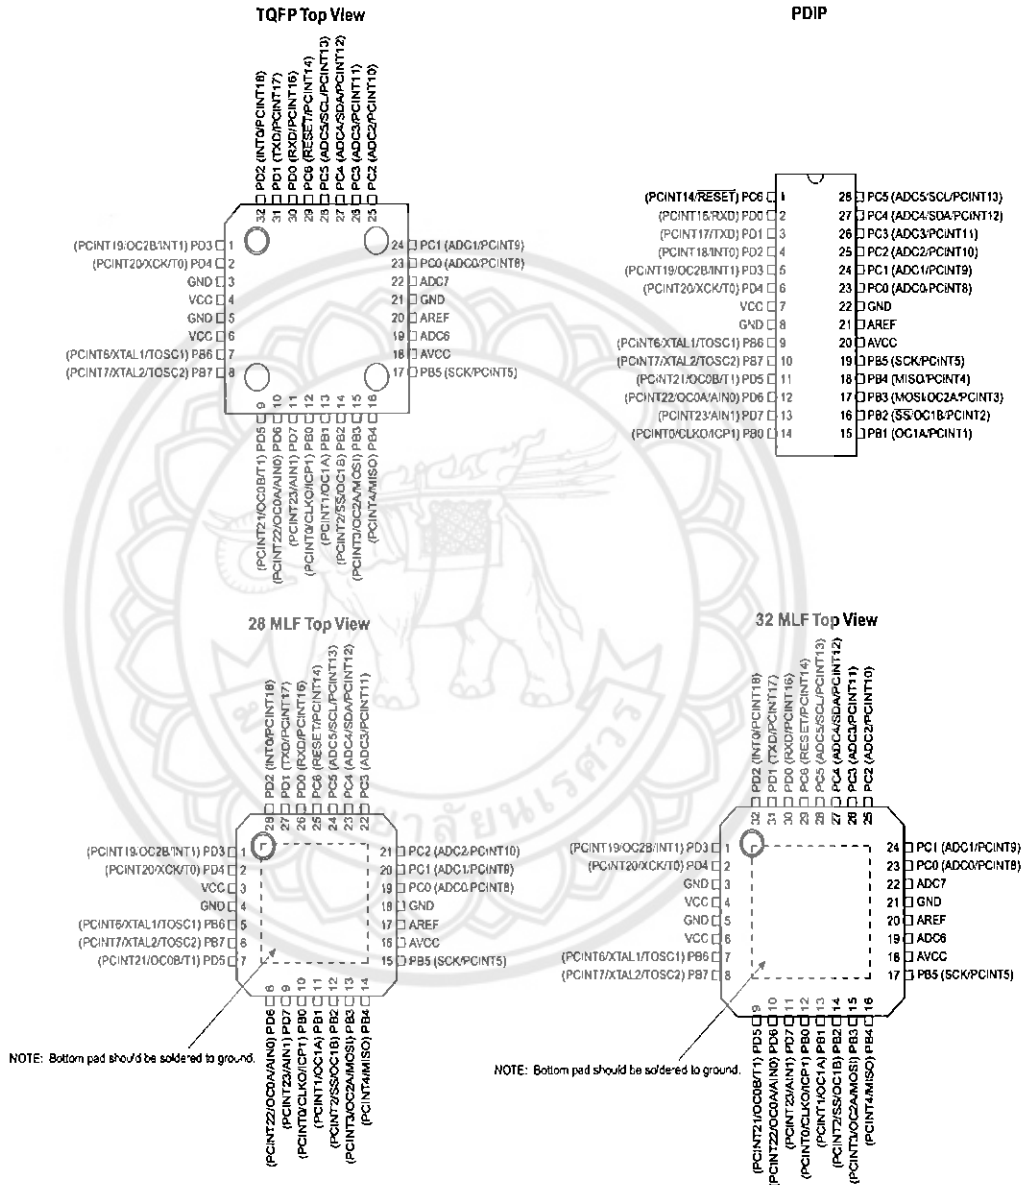 TQFP Top View
32 PD2 (INT0/PCINT18)
31 PD1 (TXD/PCINT17)
30 PD0 (RXD/PCINT16)
29 PC6 (RESET/PCINT14)
28 PC5 (ADC5/SCL/PCINT13)
27 PC4 (ADC4/SDA/PCINT12)
26 PC3 (ADC3/PCINT11)
25 PC2 (ADC2/PCINT10)
(PCINT19/OC2B/INT1) PD3 1
(PCINT20/XCK/T0) PD4 2
GND 3
VCC 4
GND 5
VCC 6
(PCINT6/XTAL1/TOSC1) PB6 7
(PCINT7/XTAL2/TOSC2) PB7 8
24 PC1 (ADC1/PCINT9)
23 PC0 (ADC0/PCINT8)
22 ADC7
21 GND
20 AREF
19 ADC6
18 AVCC
17 PB5 (SCK/PCINT5)
(PCINT21/OC0B/T1) PD5 9
(PCINT22/OC0A/AIN0) PD6 10
(PCINT23/AIN1) PD7 11
(PCINT0/CLKO/ICP1) PB0 12
(PCINT1/OC1A) PB1 13
(PCINT2/SS/OC1B) PB2 14
(PCINT3/OC2A/MOSI) PB3 15
(PCINT4/MISO) PB4 16
PDIP
(PCINT14/RESET) PC6 1
(PCINT16/RXD) PD0 2
(PCINT17/TXD) PD1 3
(PCINT18/INT0) PD2 4
(PCINT19/OC2B/INT1) PD3 5
(PCINT20/XCK/T0) PD4 6
VCC 7
GND 8
(PCINT6/XTAL1/TOSC1) PB6 9
(PCINT7/XTAL2/TOSC2) PB7 10
(PCINT21/OC0B/T1) PD5 11
(PCINT22/OC0A/AIN0) PD6 12
(PCINT23/AIN1) PD7 13
(PCINT0/CLKO/ICP1) PB0 14
28 PC5 (ADC5/SCL/PCINT13)
27 PC4 (ADC4/SDA/PCINT12)
26 PC3 (ADC3/PCINT11)
25 PC2 (ADC2/PCINT10)
24 PC1 (ADC1/PCINT9)
23 PC0 (ADC0/PCINT8)
22 GND
21 AREF
20 AVCC
19 PB5 (SCK/PCINT5)
18 PB4 (MISO/PCINT4)
17 PB3 (MOSI/OC2A/PCINT3)
16 PB2 (SS/OC1B/PCINT2)
15 PB1 (OC1A/PCINT1)
28 MLF Top View
28 PD2 (INT0/PCINT18)
27 PD1 (TXD/PCINT17)
26 PD0 (RXD/PCINT16)
25 PC6 (RESET/PCINT14)
24 PC5 (ADC5/SCL/PCINT13)
23 PC4 (ADC4/SDA/PCINT12)
22 PC3 (ADC3/PCINT11)
(PCINT19/OC2B/INT1) PD3 1
(PCINT20/XCK/T0) PD4 2
VCC 3
GND 4
(PCINT6/XTAL1/TOSC1) PB6 5
(PCINT7/XTAL2/TOSC2) PB7 6
(PCINT21/OC0B/T1) PD5 7
21 PC2 (ADC2/PCINT10)
20 PC1 (ADC1/PCINT9)
19 PC0 (ADC0/PCINT8)
18 GND
17 AREF
16 AVCC
15 PB5 (SCK/PCINT5)
(PCINT22/OC0A/AIN0) PD6 8
(PCINT23/AIN1) PD7 9
(PCINT0/CLKO/ICP1) PB0 10
(PCINT1/OC1A) PB1 11
(PCINT2/SS/OC1B) PB2 12
(PCINT3/OC2A/MOSI) PB3 13
(PCINT4/MISO) PB4 14
NOTE: Bottom pad should be soldered to ground.
32 MLF Top View
32 PD2 (INT0/PCINT18)
31 PD1 (TXD/PCINT17)
30 PD0 (RXD/PCINT16)
29 PC6 (RESET/PCINT14)
28 PC5 (ADC5/SCL/PCINT13)
27 PC4 (ADC4/SDA/PCINT12)
26 PC3 (ADC3/PCINT11)
25 PC2 (ADC2/PCINT10)
(PCINT19/OC2B/INT1) PD3 1
(PCINT20/XCK/T0) PD4 2
GND 3
VCC 4
GND 5
VCC 6
(PCINT6/XTAL1/TOSC1) PB6 7
(PCINT7/XTAL2/TOSC2) PB7 8
24 PC1 (ADC1/PCINT9)
23 PC0 (ADC0/PCINT8)
22 ADC7
21 GND
20 AREF
19 ADC6
18 AVCC
17 PB5 (SCK/PCINT5)
(PCINT21/OC0B/T1) PD5 9
(PCINT22/OC0A/AIN0) PD6 10
(PCINT23/AIN1) PD7 11
(PCINT0/CLKO/ICP1) PB0 12
(PCINT1/OC1A) PB1 13
(PCINT2/SS/OC1B) PB2 14
(PCINT3/OC2A/MOSI) PB3 15
(PCINT4/MISO) PB4 16
NOTE: Bottom pad should be soldered to ground.